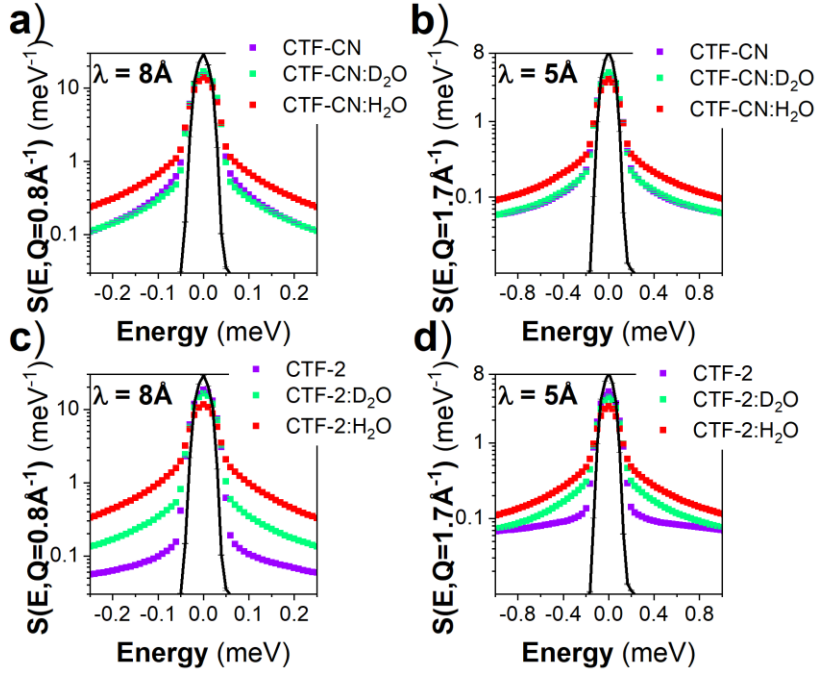 a)
λ = 8Å
CTF-CN
CTF-CN:D₂O
CTF-CN:H₂O
S(E,Q=0.8Å⁻¹) (meV⁻¹)
10
1
0.1
-0.2 -0.1 0.0 0.1 0.2
Energy (meV)
b)
λ = 5Å
CTF-CN
CTF-CN:D₂O
CTF-CN:H₂O
S(E,Q=1.7Å⁻¹) (meV⁻¹)
8
1
0.1
-0.8 -0.4 0.0 0.4 0.8
Energy (meV)
c)
λ = 8Å
CTF-2
CTF-2:D₂O
CTF-2:H₂O
S(E,Q=0.8Å⁻¹) (meV⁻¹)
10
1
0.1
-0.2 -0.1 0.0 0.1 0.2
Energy (meV)
d)
λ = 5Å
CTF-2
CTF-2:D₂O
CTF-2:H₂O
S(E,Q=1.7Å⁻¹) (meV⁻¹)
8
1
0.1
-0.8 -0.4 0.0 0.4 0.8
Energy (meV)